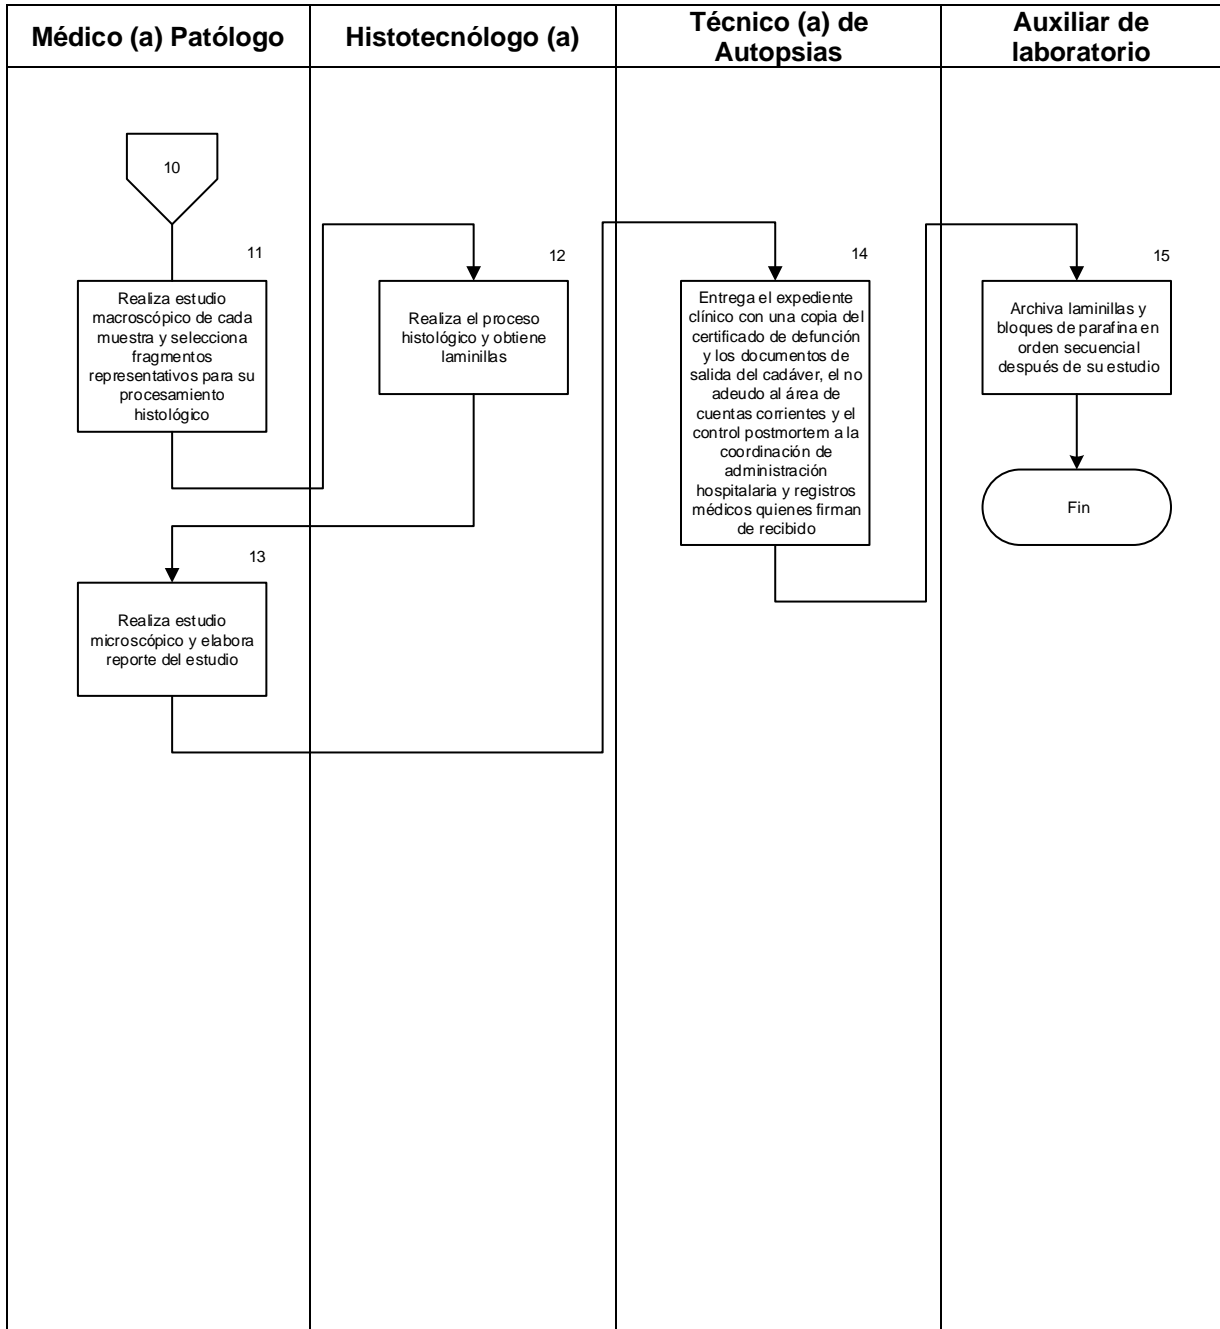 Médico (a) Patólogo
Histotecnólogo (a)
Técnico (a) de
Autopsias
Auxiliar de
laboratorio
10
11
Realiza estudio
macroscópico de cada
muestra y selecciona
fragmentos
representativos para su
procesamiento
histológico
12
Realiza el proceso
histológico y obtiene
laminillas
13
Realiza estudio
microscópico y elabora
reporte del estudio
14
Entrega el expediente
clínico con una copia del
certificado de defunción
y los documentos de
salida del cadáver, el no
adeudo al área de
cuentas corrientes y el
control postmortem a la
coordinación de
administración
hospitalaria y registros
médicos quienes firman
de recibido
15
Archiva laminillas y
bloques de parafina en
orden secuencial
después de su estudio
Fin